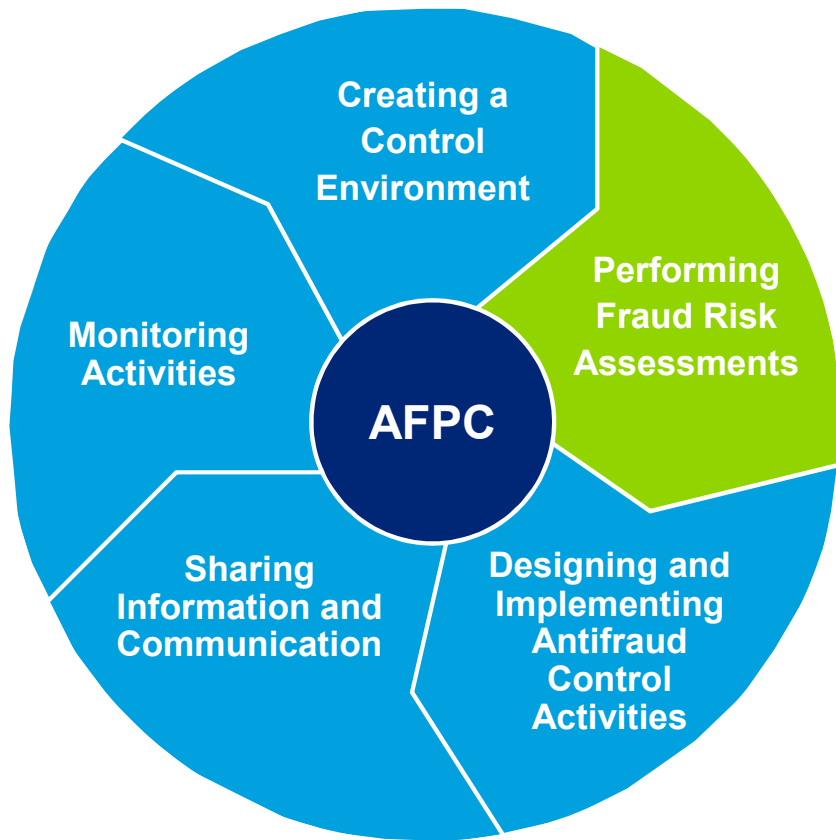 Creating a
Control
Environment
Performing
Fraud Risk
Assessments
Designing and
Implementing
Antifraud
Control
Activities
Sharing
Information and
Communication
Monitoring
Activities
AFPC